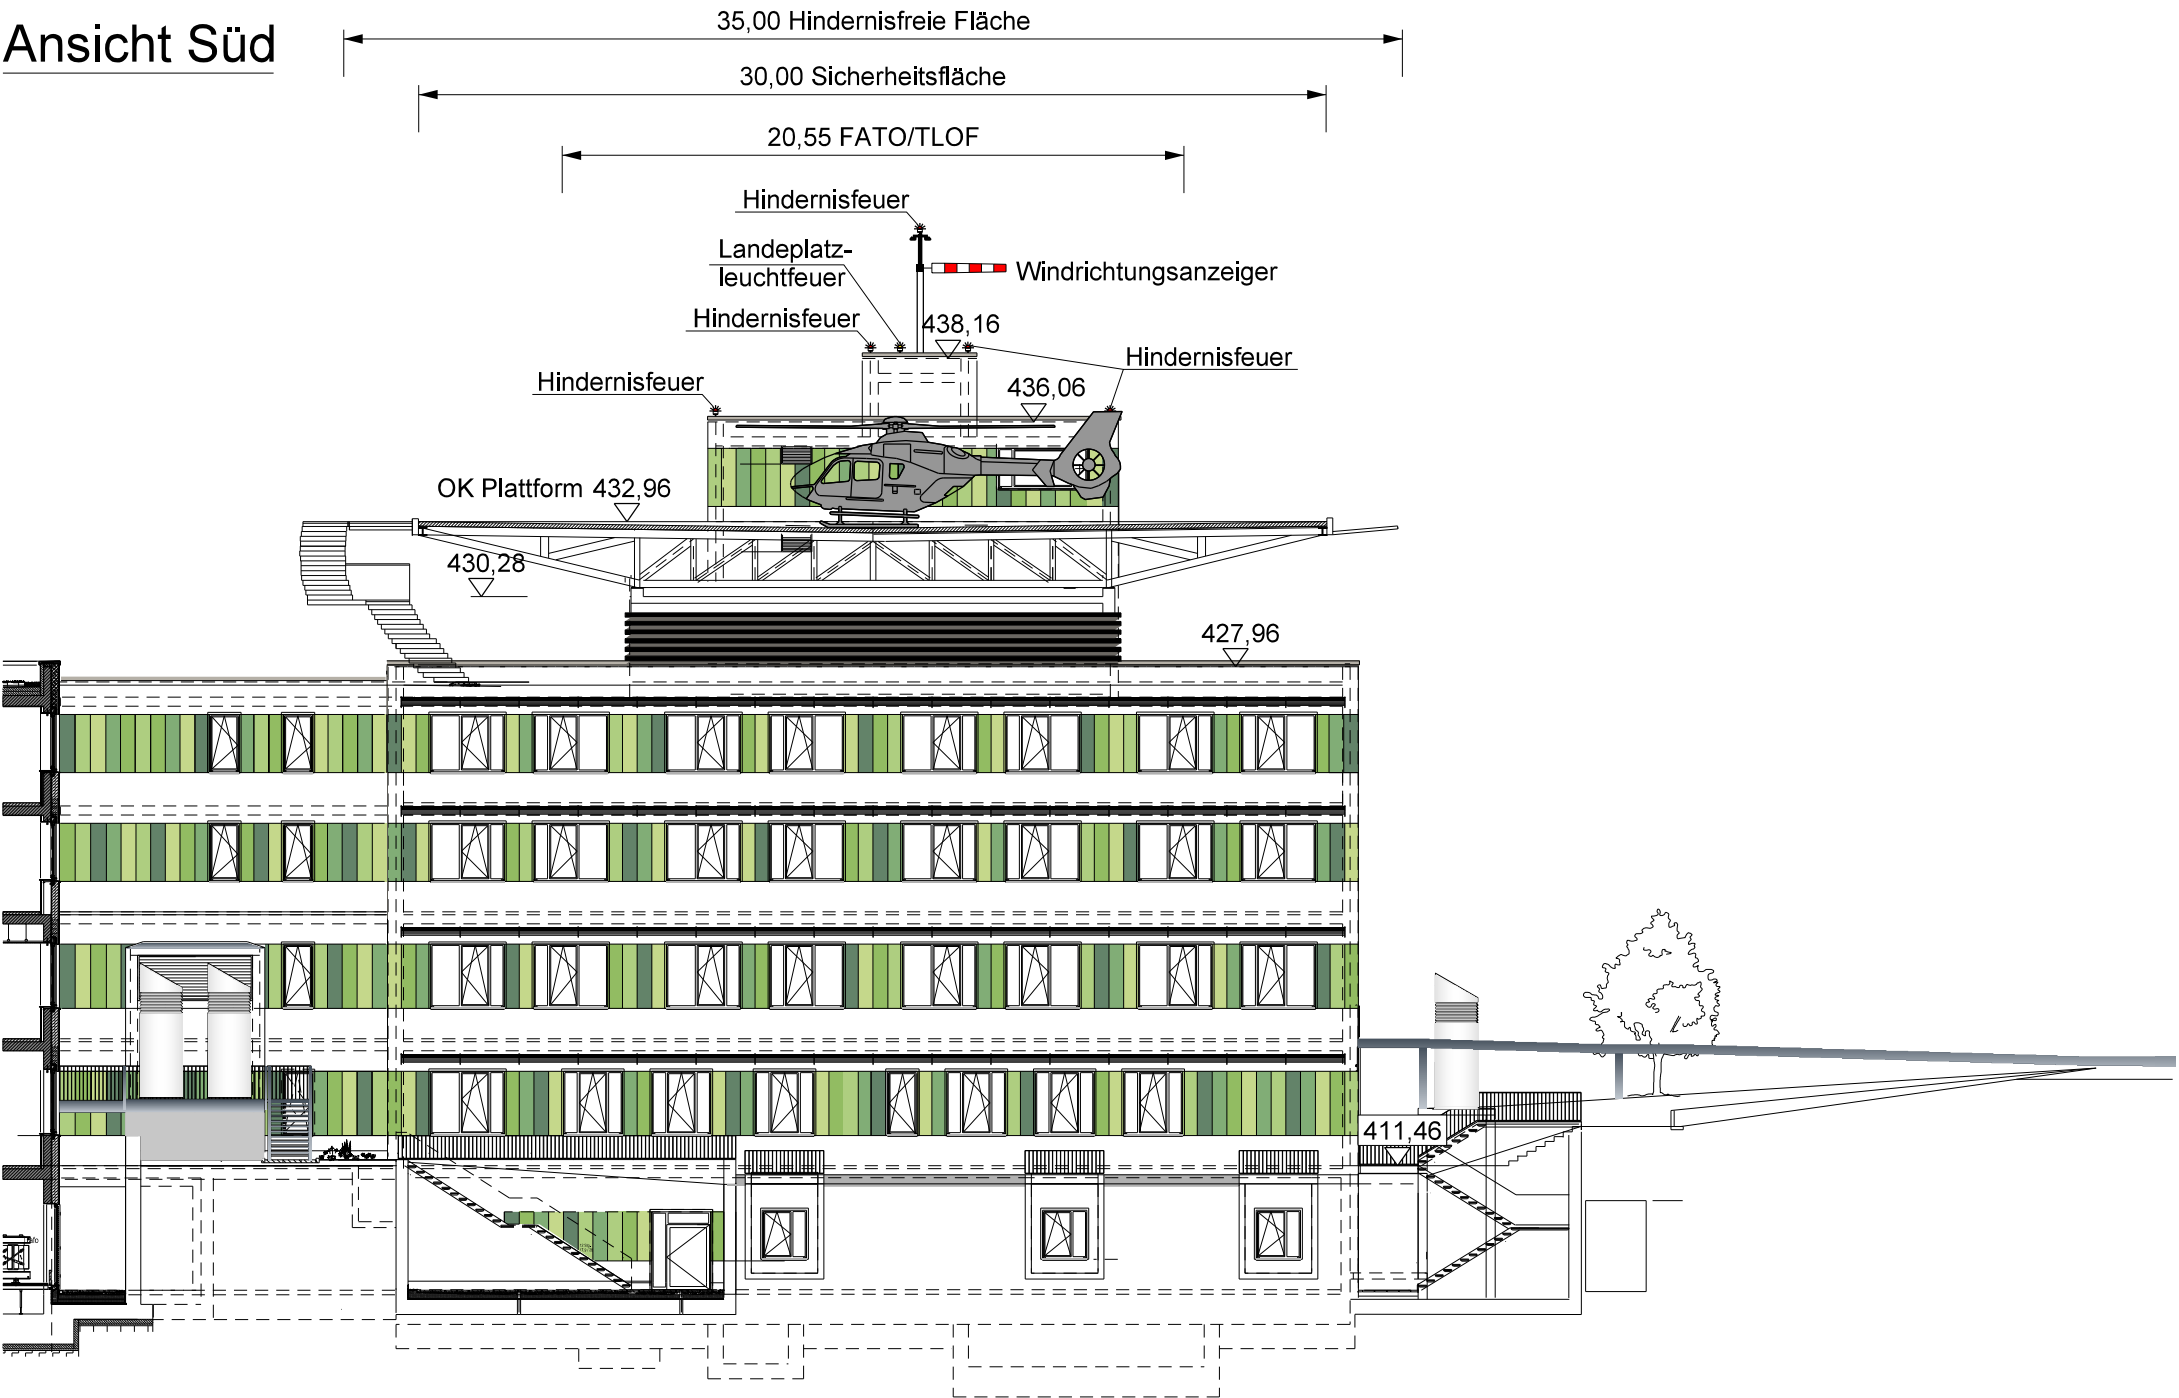 Ansicht Süd
35,00 Hindernisfreie Fläche
30,00 Sicherheitsfläche
20,55 FATO/TLOF
Hindernisfeuer
Landeplatz-
leuchtfeuer
Windrichtungsanzeiger
Hindernisfeuer
438,16
Hindernisfeuer
Hindernisfeuer
436,06
OK Plattform 432,96
430,28
427,96
411,46